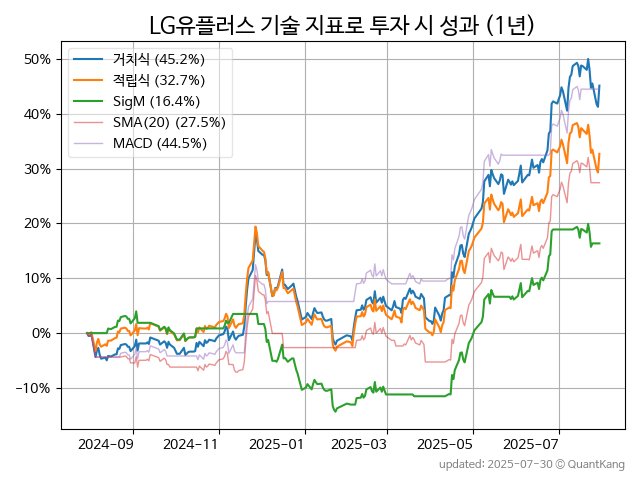 LG유플러스 기술 지표로 투자 시 성과 (1년)
거치식 (45.2%)
적립식 (32.7%)
SigM (16.4%)
SMA(20) (27.5%)
MACD (44.5%)
50%
40%
30%
20%
10%
0%
−10%
2024-09 2024-11 2025-01 2025-03 2025-05 2025-07
updated: 2025-07-30 © QuantKang